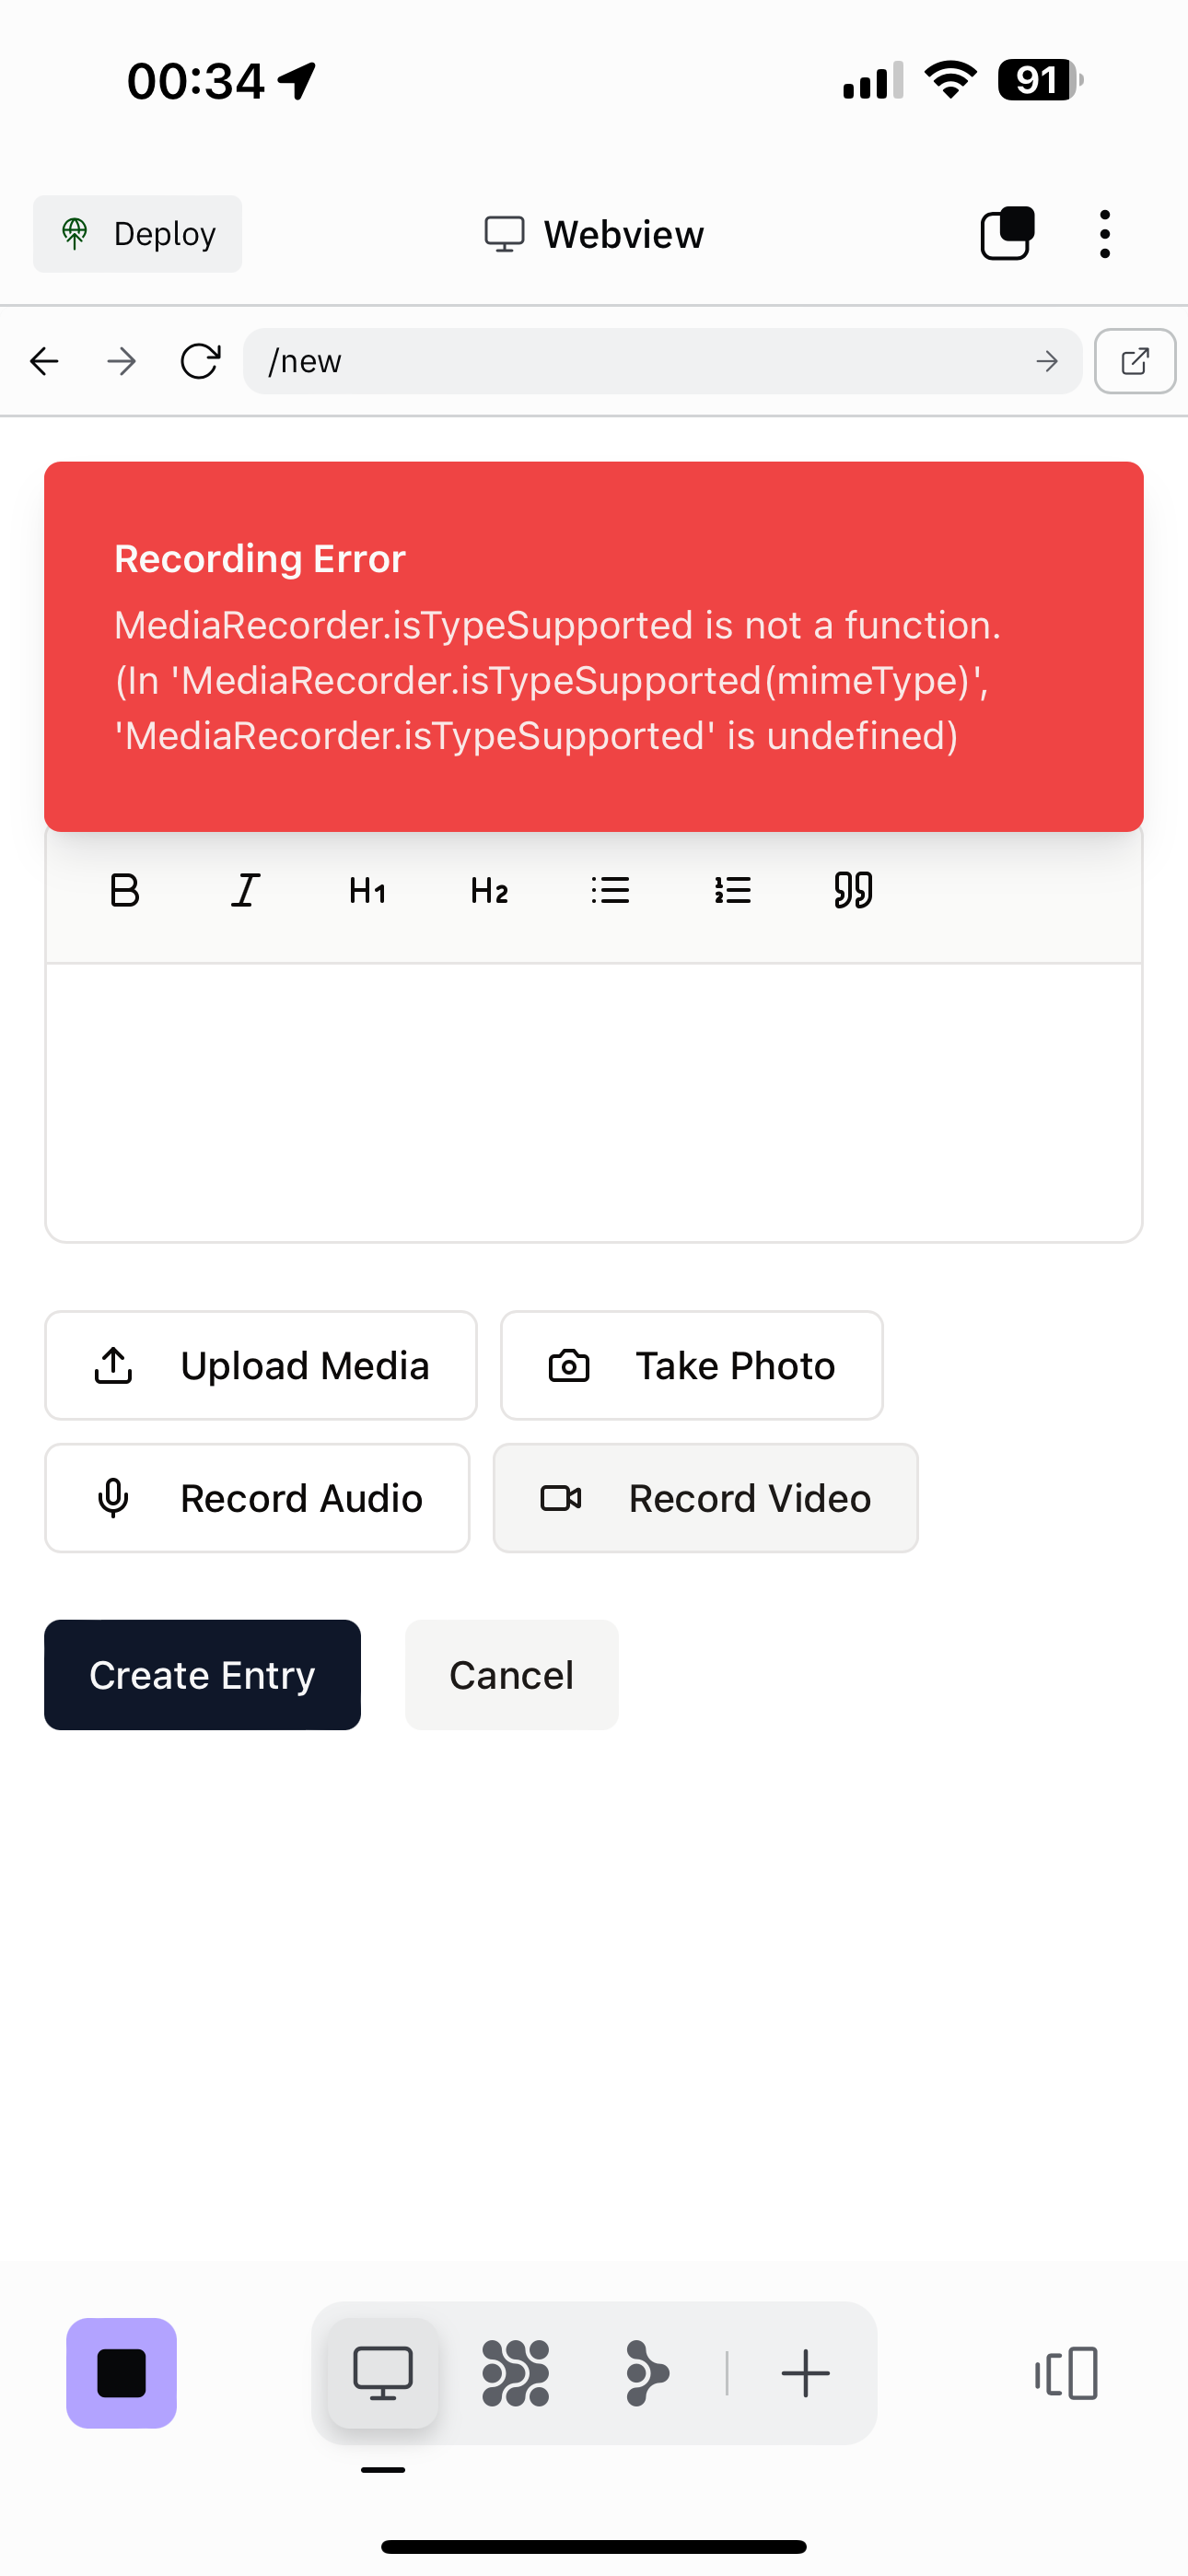 00:34
91
Deploy
Webview
/new
Recording Error
MediaRecorder.isTypeSupported is not a function.
(In 'MediaRecorder.isTypeSupported(mimeType)',
'MediaRecorder.isTypeSupported' is undefined)
B I H1 H2
Upload Media
Take Photo
Record Audio
Record Video
Create Entry
Cancel